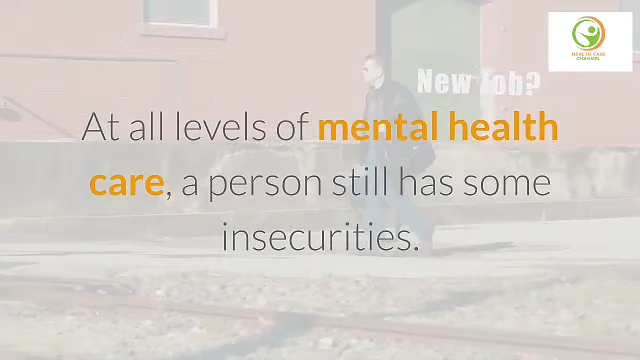 HEALTH CARE
CHANNEL
New Job?
At all levels of mental health
care, a person still has some
insecurities.